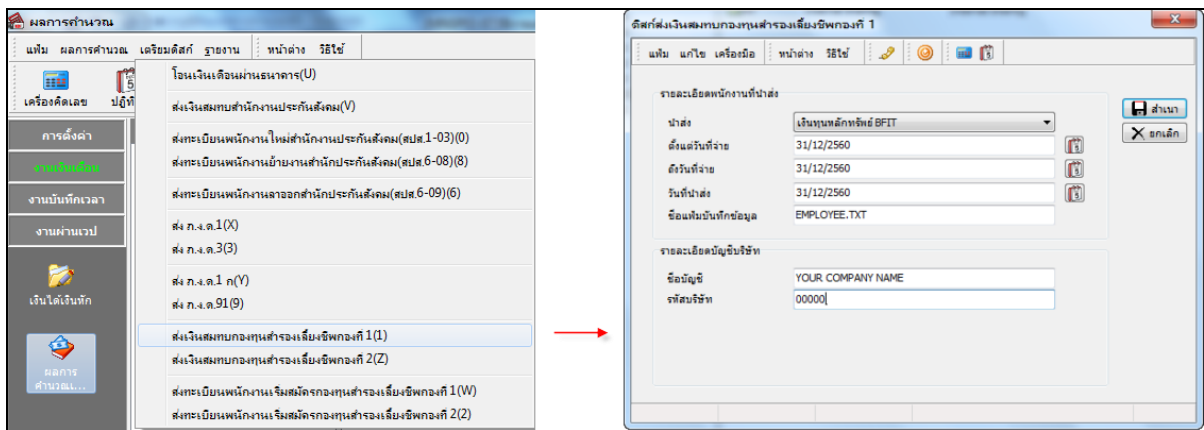 ผลการคำนวณ
แฟ้ม ผลการคำนวณ เตรียมดิสก์ รายงาน หน้าต่าง วิธีใช้
เครื่องคิดเลข ปฏิทิ
การตั้งค่า
งานเงินเดือน
งานบันทึกเวลา
งานผ่านเวป
เงินได้เงินหัก
ผลการ
คำนวณเ...
โอนเงินเดือนผ่านธนาคาร(U)
ส่งเงินสมทบสำนักงานประกันสังคม(V)
ส่งทะเบียนพนักงานใหม่สำนักงานประกันสังคม(สปส.1-03)(0)
ส่งทะเบียนพนักงานย้ายงานสำนักประกันสังคม(สปส.6-08)(8)
ส่งทะเบียนพนักงานลาออกสำนักประกันสังคม(สปส.6-09)(6)
ส่ง ภ.ง.ด.1(X)
ส่ง ภ.ง.ด.3(3)
ส่ง ภ.ง.ด.1 ก(Y)
ส่ง ภ.ง.ด.91(9)
ส่งเงินสมทบกองทุนสำรองเลี้ยงชีพกองที่ 1(1)
ส่งเงินสมทบกองทุนสำรองเลี้ยงชีพกองที่ 2(Z)
ส่งทะเบียนพนักงานเริ่มสมัครกองทุนสำรองเลี้ยงชีพกองที่ 1(W)
ส่งทะเบียนพนักงานเริ่มสมัครกองทุนสำรองเลี้ยงชีพกองที่ 2(2)
ดิสก์ส่งเงินสมทบกองทุนสำรองเลี้ยงชีพกองที่ 1
แฟ้ม แก้ไข เครื่องมือ หน้าต่าง วิธีใช้
รายละเอียดพนักงานที่นำส่ง
นำส่ง เงินทุนหลักทรัพย์ BFIT
ตั้งแต่วันที่จ่าย 31/12/2560
ถึงวันที่จ่าย 31/12/2560
วันที่นำส่ง 31/12/2560
ชื่อแฟ้มบันทึกข้อมูล EMPLOYEE.TXT
สำเนา
ยกเลิก
รายละเอียดบัญชีบริษัท
ชื่อบัญชี YOUR COMPANY NAME
รหัสบริษัท 00000